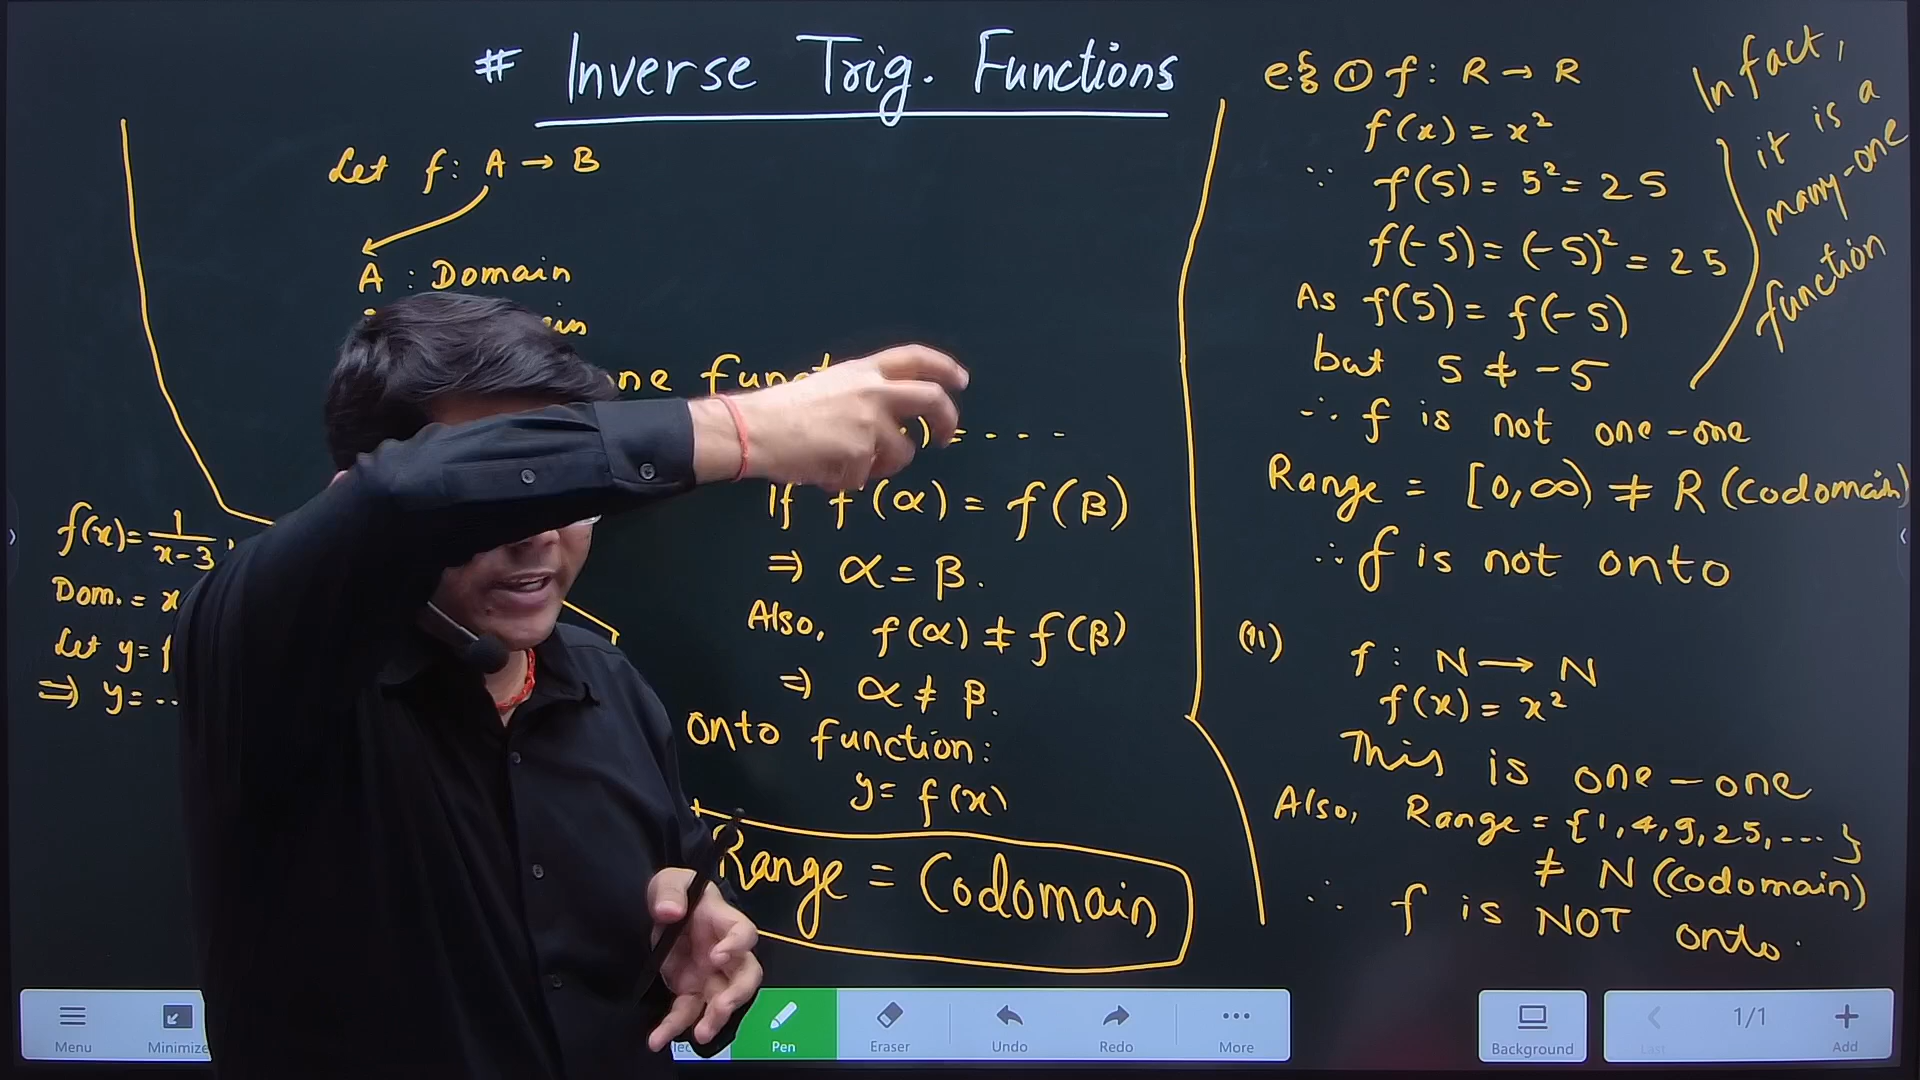 # Inverse Trig. Functions
Let f: A → B
A : Domain
one
f(α) = f(β)
⇒ α = β.
Also, f(α) ≠ f(β)
⇒ α ≠ β.
onto function:
y = f(x)
Range = Codomain
f(x) = 1/(x-3)
Dom. = x
Let y = f
⇒ y = ..
e.g ① f: R → R
f(x) = x²
∵ f(5) = 5² = 25
f(-5) = (-5)² = 25
As f(5) = f(-5)
but 5 ≠ -5
∴ f is not one-one
In fact,
it is a
many-one
function
Range = [0,∞) ≠ R (Codomain)
∴ f is not onto
(11) f : N → N
f(x) = x²
This is one-one
Also, Range = {1,4,9,25,...}
≠ N (Codomain)
∴ f is NOT onto.
Menu
Minimize
Pen
Eraser
Undo
Redo
More
Background
1/1
Last
Add